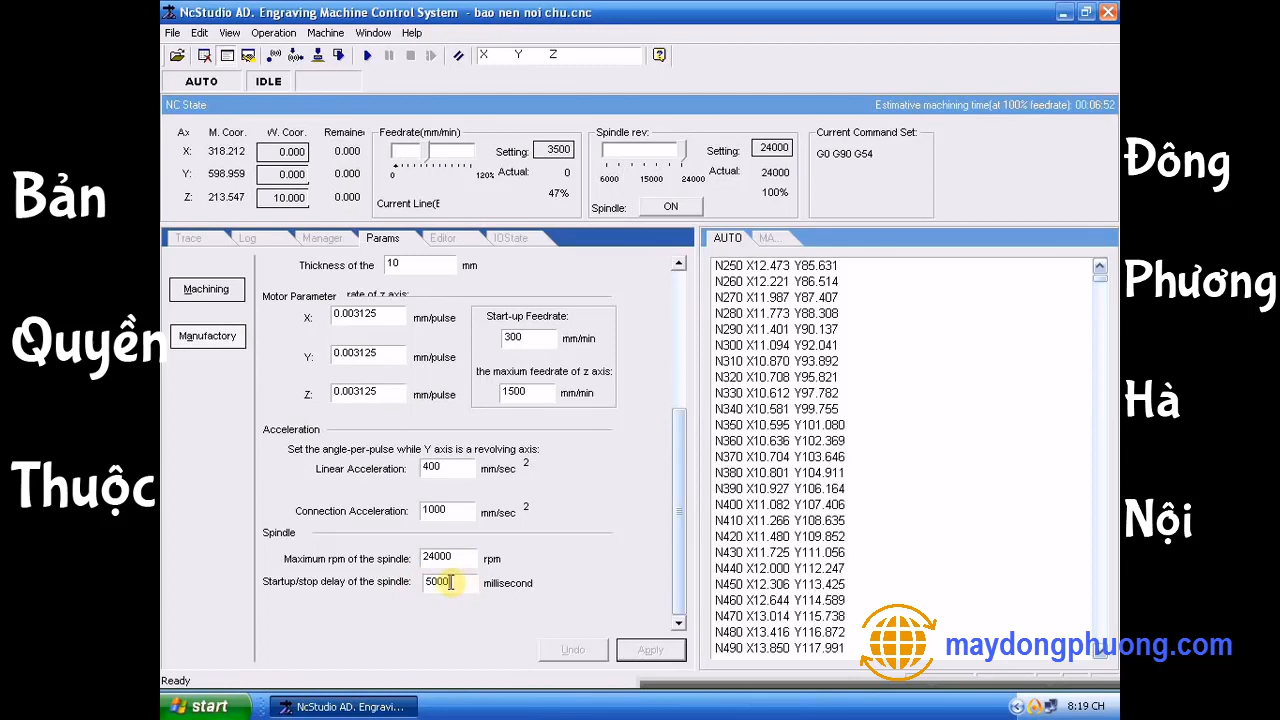 NcStudio AD. Engraving Machine Control System - bao nen noi chu.cnc
File Edit View Operation Machine Window Help
X Y Z
AUTO IDLE
NC State Estimative machining time(at 100% feedrate): 00:06:52
Ax M. Coor. W. Coor. Remaine
X: 318.212 0.000 0.000
Y: 598.959 0.000 0.000
Z: 213.547 10.000 0.000
Feedrate(mm/min)
Setting: 3500
0 120% Actual: 0
47%
Current Line(E
Spindle rev:
Setting: 24000
6000 15000 24000 Actual: 24000
100%
Spindle: ON
Current Command Set:
G0 G90 G54
Trace Log Manager Params Editor IOState
Machining
Manufactory
Thickness of the 10 mm
Motor Parameter rate of z axis:
X: 0.003125 mm/pulse
Y: 0.003125 mm/pulse
Z: 0.003125 mm/pulse
Start-up Feedrate:
300 mm/min
the maxium feedrate of z axis:
1500 mm/min
Acceleration
Set the angle-per-pulse while Y axis is a revolving axis:
Linear Acceleration: 400 mm/sec 2
Connection Acceleration: 1000 mm/sec 2
Spindle
Maximum rpm of the spindle: 24000 rpm
Startup/stop delay of the spindle: 5000 millisecond
Undo Apply
AUTO MA...
N250 X12.473 Y85.631
N260 X12.221 Y86.514
N270 X11.987 Y87.407
N280 X11.773 Y88.308
N290 X11.401 Y90.137
N300 X11.094 Y92.041
N310 X10.870 Y93.892
N320 X10.708 Y95.821
N330 X10.612 Y97.782
N340 X10.581 Y99.755
N350 X10.595 Y101.080
N360 X10.636 Y102.369
N370 X10.704 Y103.646
N380 X10.801 Y104.911
N390 X10.927 Y106.164
N400 X11.082 Y107.406
N410 X11.266 Y108.635
N420 X11.480 Y109.852
N430 X11.725 Y111.056
N440 X12.000 Y112.247
N450 X12.306 Y113.425
N460 X12.644 Y114.589
N470 X13.014 Y115.738
N480 X13.416 Y116.872
N490 X13.850 Y117.991
Ready
start NcStudio AD. Engravi... 8:19 CH
Bản
Quyền
Thuộc
Đông
Phương
Hà
Nội
maydongphuong.com